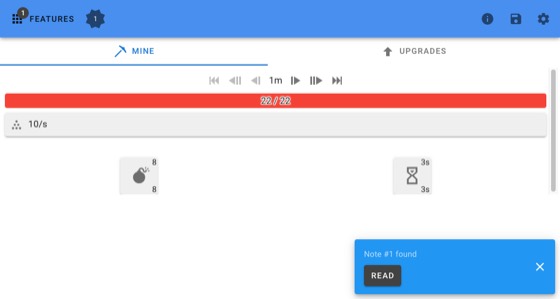 1
FEATURES
1
MINE
UPGRADES
1m
22 / 22
10/s
8
8
3s
3s
Note #1 found
READ